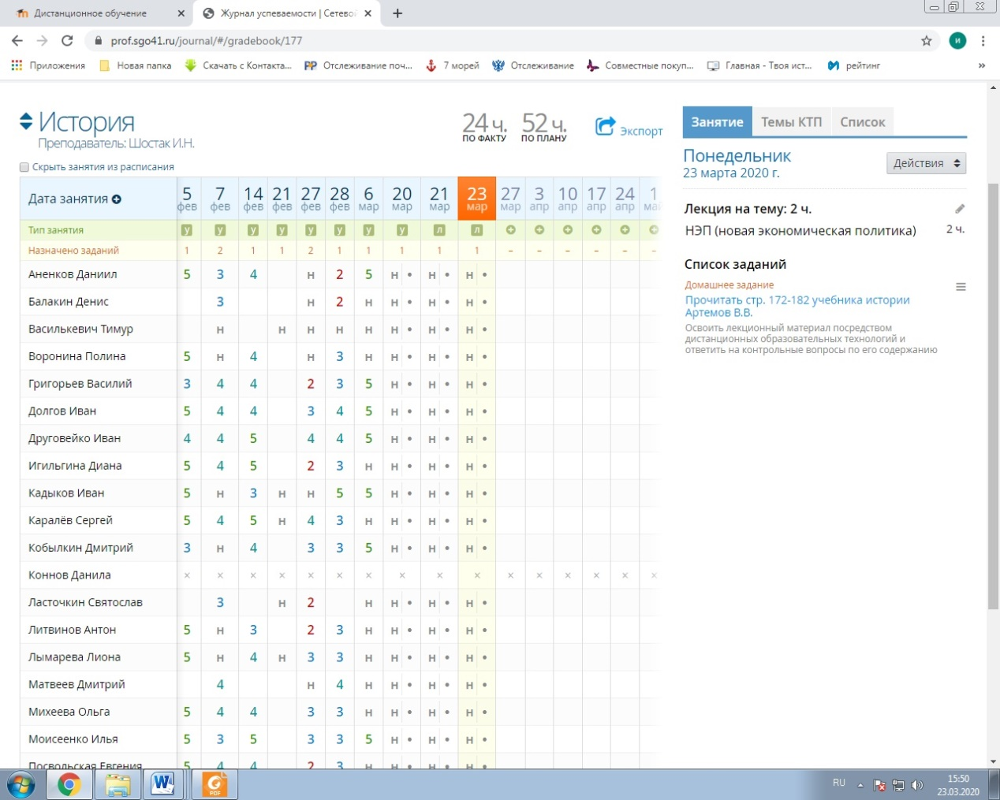 Дистанционное обучение
Журнал успеваемости | Сетево
prof.sgo41.ru/journal/#/gradebook/177
и
Приложения Новая папка Скачать с Контакта... Отслеживание поч... 7 морей Отслеживание Совместные покуп... Главная - Твоя ист... рейтинг »
История
Преподаватель: Шостак И.Н.
24 ч. 52 ч.
ПО ФАКТУ ПО ПЛАНУ
Экспорт
Скрыть занятия из расписания
Дата занятия 5 7 14 21 27 28 6 20 21 23 27 3 10 17 24 1
фев фев фев фев фев фев мар мар мар мар мар апр апр апр апр май
Тип занятия у у у у у у у у л л
Назначено заданий 1 2 1 1 2 1 1 1 1 1 – – – – – –
Аненков Даниил 5 3 4 н 2 5 н • н • н •
Балакин Денис 3 н 2 н н • н • н •
Василькевич Тимур н н н н н н • н • н •
Воронина Полина 5 н 4 н 3 н н • н • н •
Григорьев Василий 3 4 4 2 3 5 н • н • н •
Долгов Иван 5 4 4 3 4 5 н • н • н •
Друговейко Иван 4 4 5 4 4 5 н • н • н •
Игильгина Диана 5 4 5 2 3 н н • н • н •
Кадыков Иван 5 н 3 н н 5 5 н • н • н •
Каралёв Сергей 5 4 5 н 4 3 н н • н • н •
Кобылкин Дмитрий 3 н 4 3 3 5 н • н • н •
Коннов Данила × × × × × × × × × × × × × × × ×
Ласточкин Святослав 3 н 2 н н • н • н •
Литвинов Антон 5 н 3 2 3 н н • н • н •
Лымарева Лиона 5 н 4 н 3 3 н н • н • н •
Матвеев Дмитрий 4 н 4 н н • н • н •
Михеева Ольга 5 4 4 3 3 н н • н • н •
Моисеенко Илья 5 3 5 3 3 5 н • н • н •
Посвольская Евгения 5 4 4 2 3 н н • н • н •
Занятие Темы КТП Список
Понедельник
23 марта 2020 г.
Действия
Лекция на тему: 2 ч.
НЭП (новая экономическая политика) 2 ч.
Список заданий
Домашнее задание
Прочитать стр. 172-182 учебника истории
Артемов В.В.
Освоить лекционный материал посредством
дистанционных образовательных технологий и
ответить на контрольные вопросы по его содержанию
W
G
PDF
RU
15:50
23.03.2020